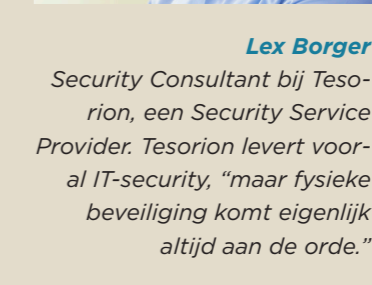 Lex Borger
Security Consultant bij Teso-
rion, een Security Service
Provider. Tesorion levert voor-
al IT-security, “maar fysieke
beveiliging komt eigenlijk
altijd aan de orde.”